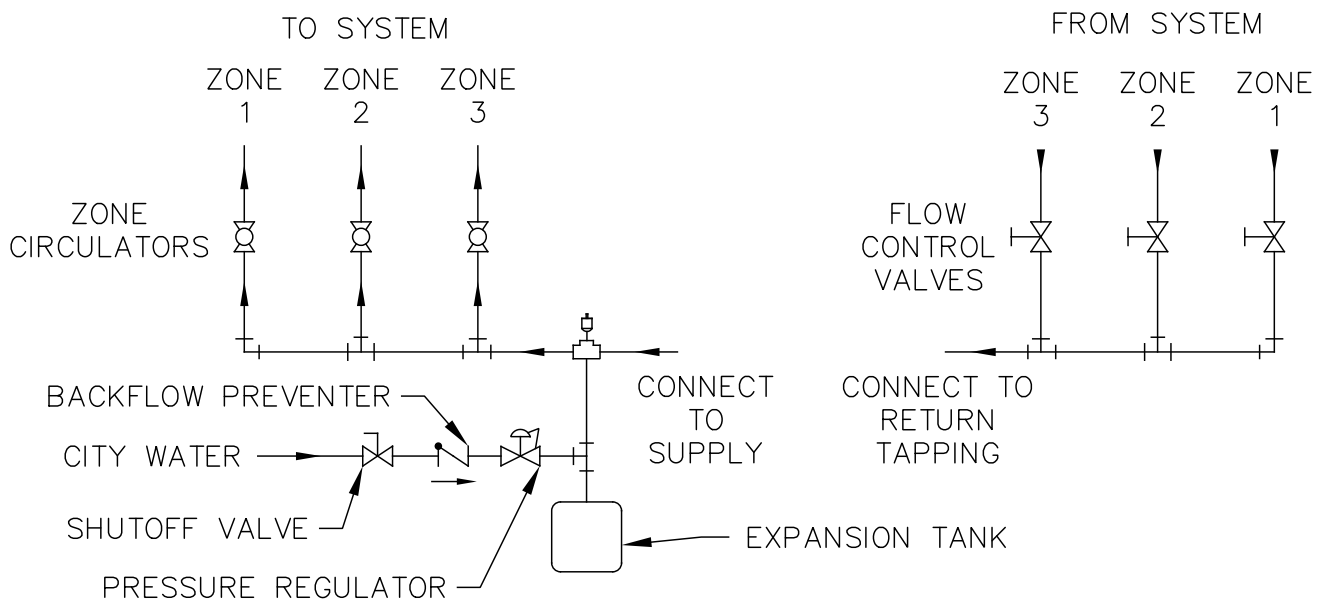 TO SYSTEM
FROM SYSTEM
ZONE
1
ZONE
2
ZONE
3
ZONE
3
ZONE
2
ZONE
1
ZONE
CIRCULATORS
FLOW
CONTROL
VALVES
BACKFLOW PREVENTER
CONNECT
TO
SUPPLY
CONNECT TO
RETURN
TAPPING
CITY WATER
SHUTOFF VALVE
EXPANSION TANK
PRESSURE REGULATOR